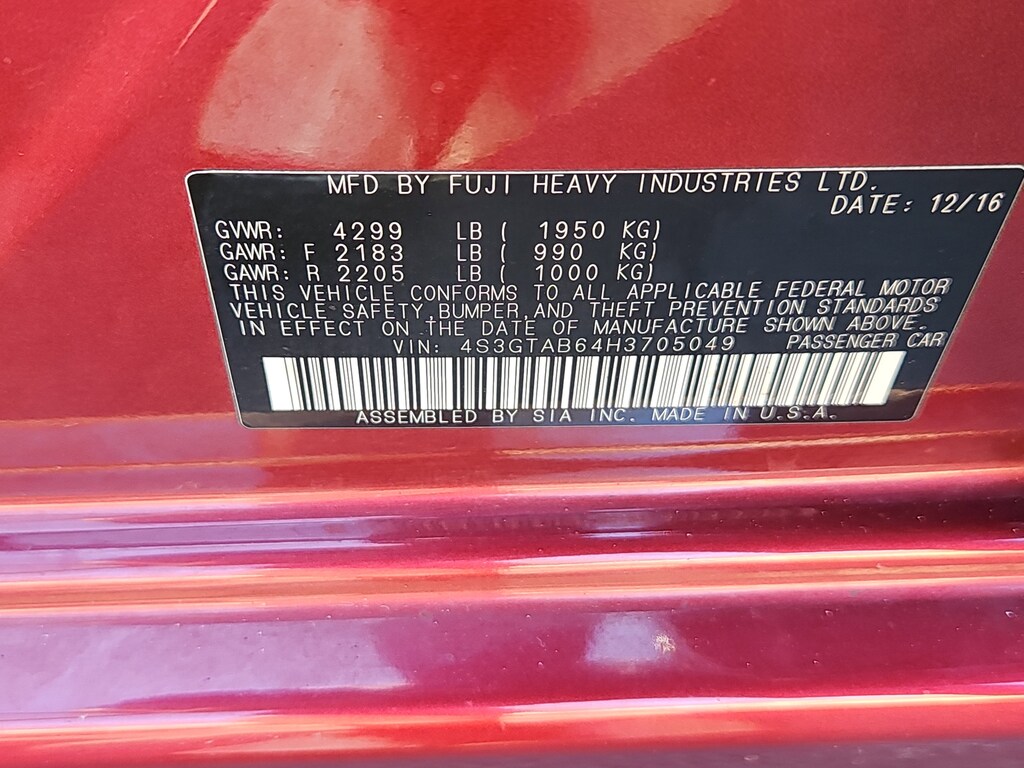 MFD BY FUJI HEAVY INDUSTRIES LTD.
DATE: 12/16
GVWR: 4299 LB ( 1950 KG)
GAWR: F 2183 LB ( 990 KG)
GAWR: R 2205 LB ( 1000 KG)
THIS VEHICLE CONFORMS TO ALL APPLICABLE FEDERAL MOTOR
VEHICLE SAFETY, BUMPER, AND THEFT PREVENTION STANDARDS
IN EFFECT ON THE DATE OF MANUFACTURE SHOWN ABOVE.
VIN: 4S3GTAB64H3705049 PASSENGER CAR
ASSEMBLED BY SIA INC. MADE IN U.S.A.